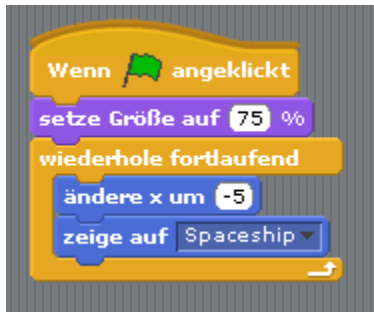 Wenn angeklickt
setze Größe auf 75 %
wiederhole fortlaufend
ändere x um -5
zeige auf Spaceship